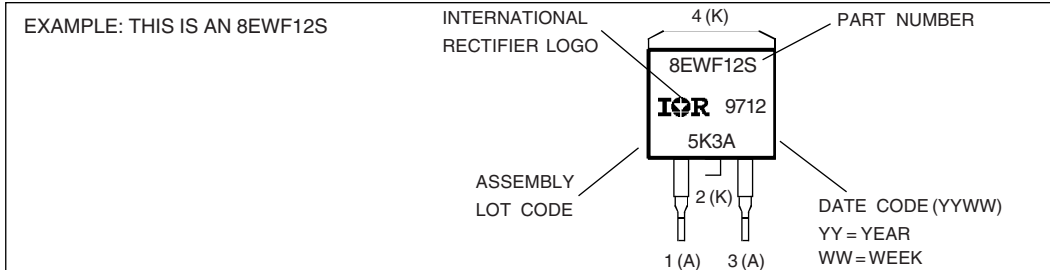 EXAMPLE: THIS IS AN 8EWF12S
INTERNATIONAL
RECTIFIER LOGO
4 (K)
PART NUMBER
8EWF12S
IOR 9712
5K3A
ASSEMBLY
LOT CODE
2 (K)
DATE CODE (YYWW)
YY = YEAR
WW = WEEK
1 (A) 3 (A)